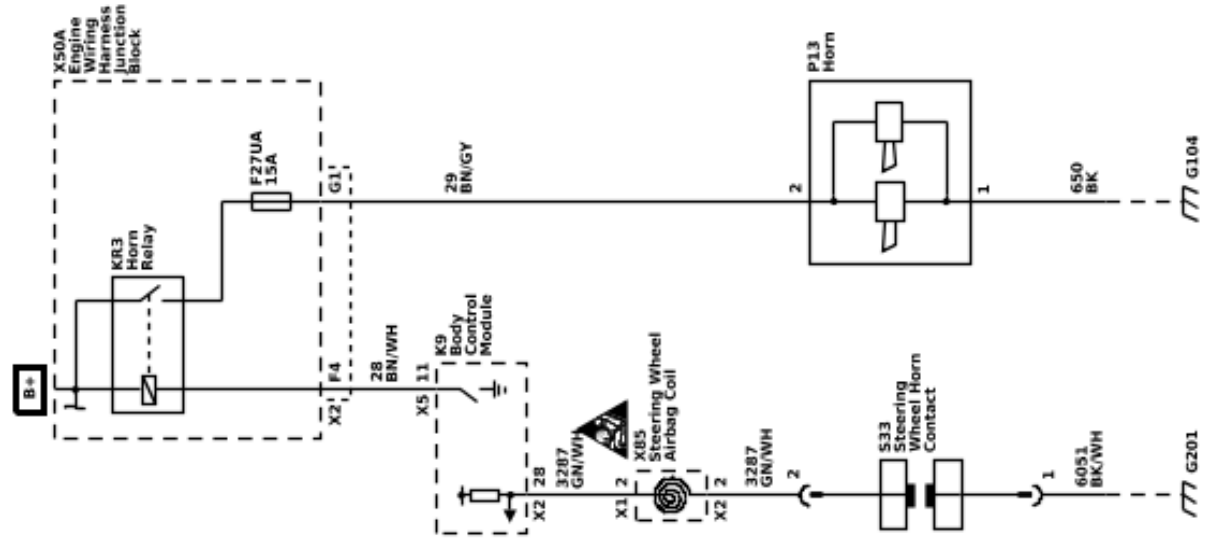 B+
X50A
Engine
Wiring
Harness
Junction
Block
KR3
Horn
Relay
F27UA
15A
X2
F4
G1
28
BN/WH
29
BN/GY
X5
11
K9
Body
Control
Module
X2
28
3287
GN/WH
X1
2
X85
Steering Wheel
Airbag Coil
X2
2
3287
GN/WH
2
S33
Steering
Wheel Horn
Contact
1
6051
BK/WH
G201
P13
Horn
2
1
650
BK
G104